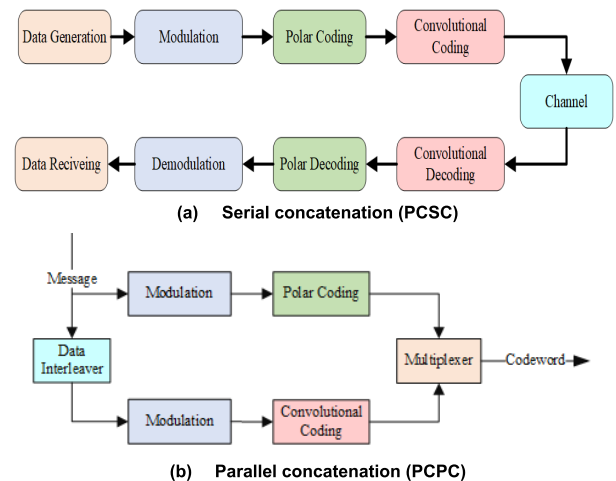 Data Generation
Modulation
Polar Coding
Convolutional
Coding
Channel
Data Reciveing
Demodulation
Polar Decoding
Convolutional
Decoding
(a) Serial concatenation (PCSC)
Message
Modulation
Polar Coding
Data
Interleaver
Multiplexer
Codeword
Modulation
Convolutional
Coding
(b) Parallel concatenation (PCPC)